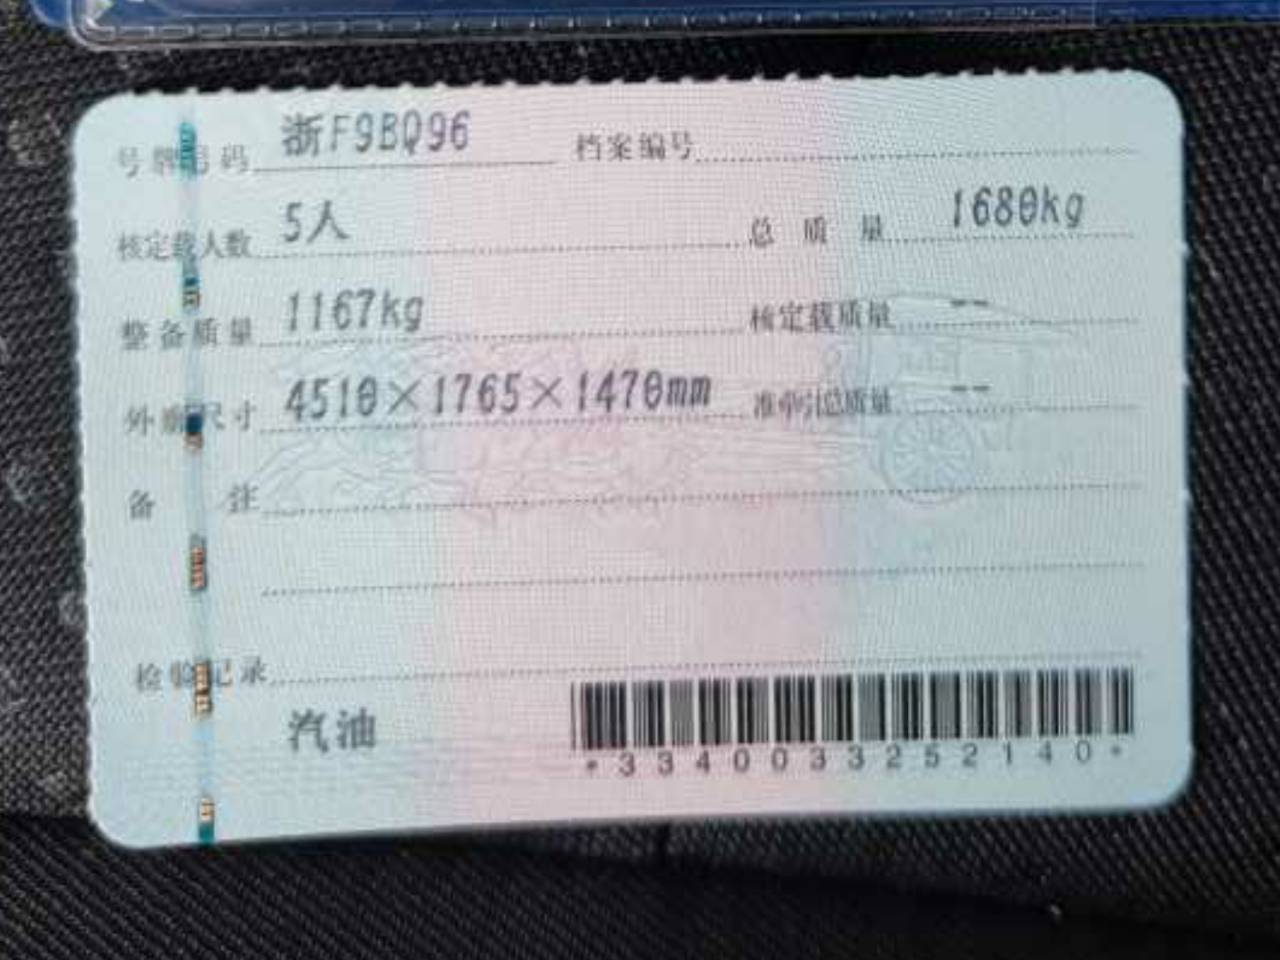 号牌号码 浙F9BQ96 档案编号
核定载人数 5人 总质量 1680kg
整备质量 1167kg 核定载质量 --
外廓尺寸 4510×1765×1470mm 准牵引总质量 --
备注
检验记录
汽油
*3340033252140*